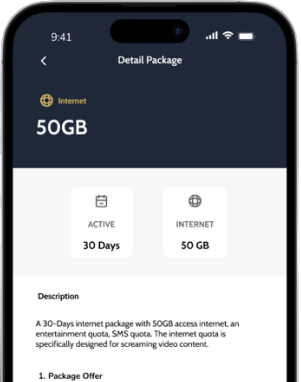 9:41
Detail Package
Internet
50GB
ACTIVE
30 Days
INTERNET
50 GB
Description
A 30-Days internet package with 50GB access internet, an
entertainment quota, SMS quota. The internet quota is
specifically designed for screaming video content.
1. Package Offer